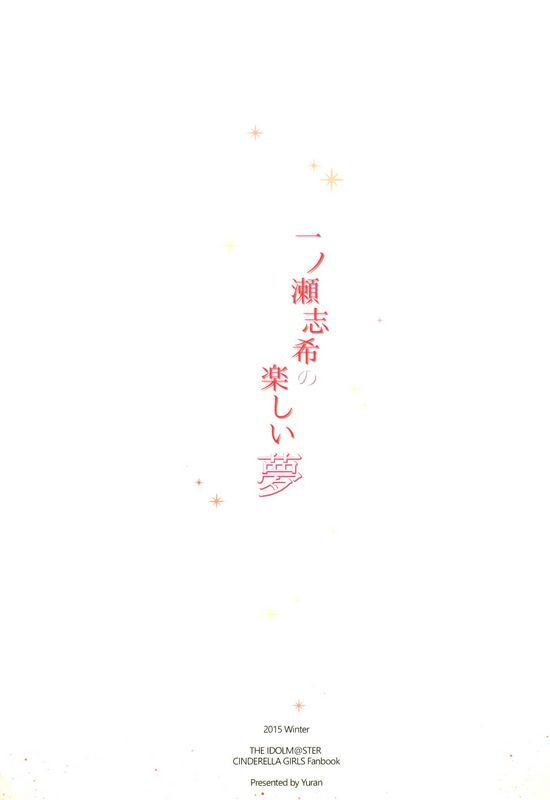 一ノ瀬志希の
楽しい夢
2015 Winter
THE IDOLM@STER
CINDERELLA GIRLS Fanbook
Presented by Yuran